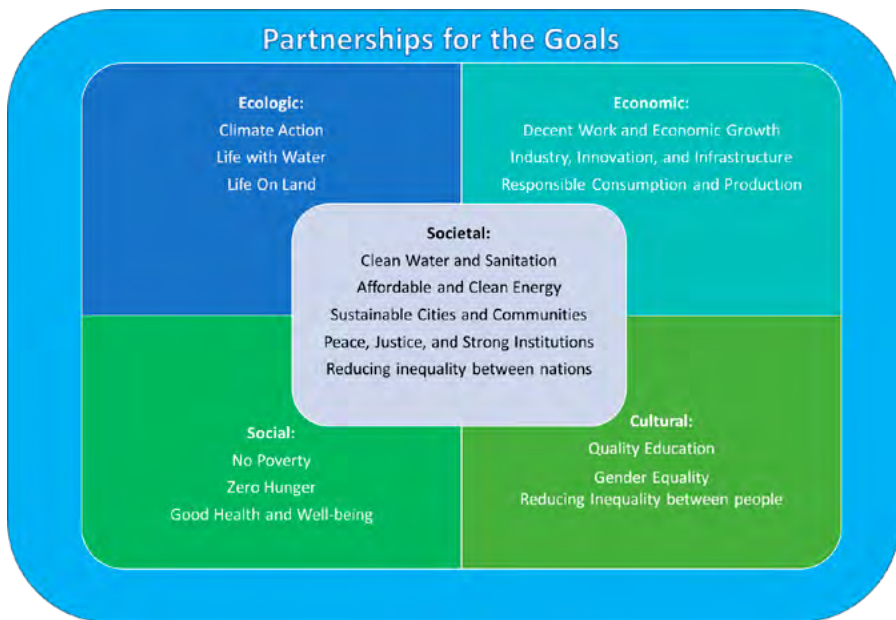 Partnerships for the Goals
Ecologic:
Climate Action
Life with Water
Life On Land
Economic:
Decent Work and Economic Growth
Industry, Innovation, and Infrastructure
Responsible Consumption and Production
Societal:
Clean Water and Sanitation
Affordable and Clean Energy
Sustainable Cities and Communities
Peace, Justice, and Strong Institutions
Reducing inequality between nations
Social:
No Poverty
Zero Hunger
Good Health and Well-being
Cultural:
Quality Education
Gender Equality
Reducing Inequality between people